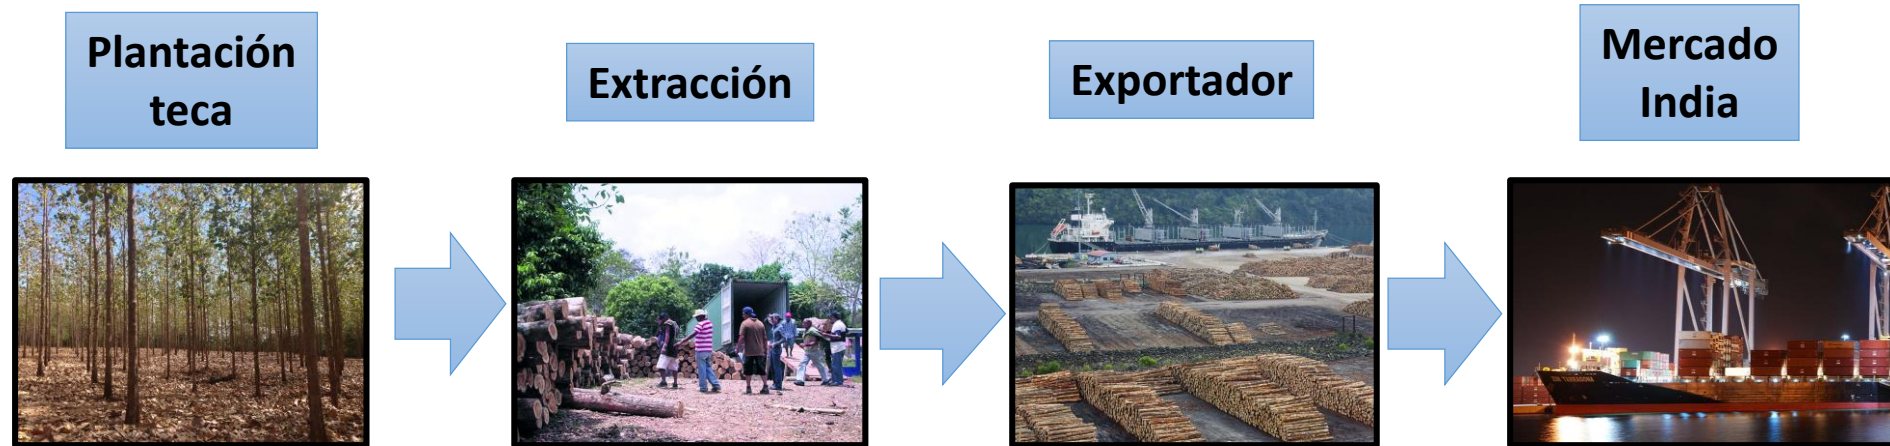 Plantación
teca
Extracción
Exportador
Mercado
India